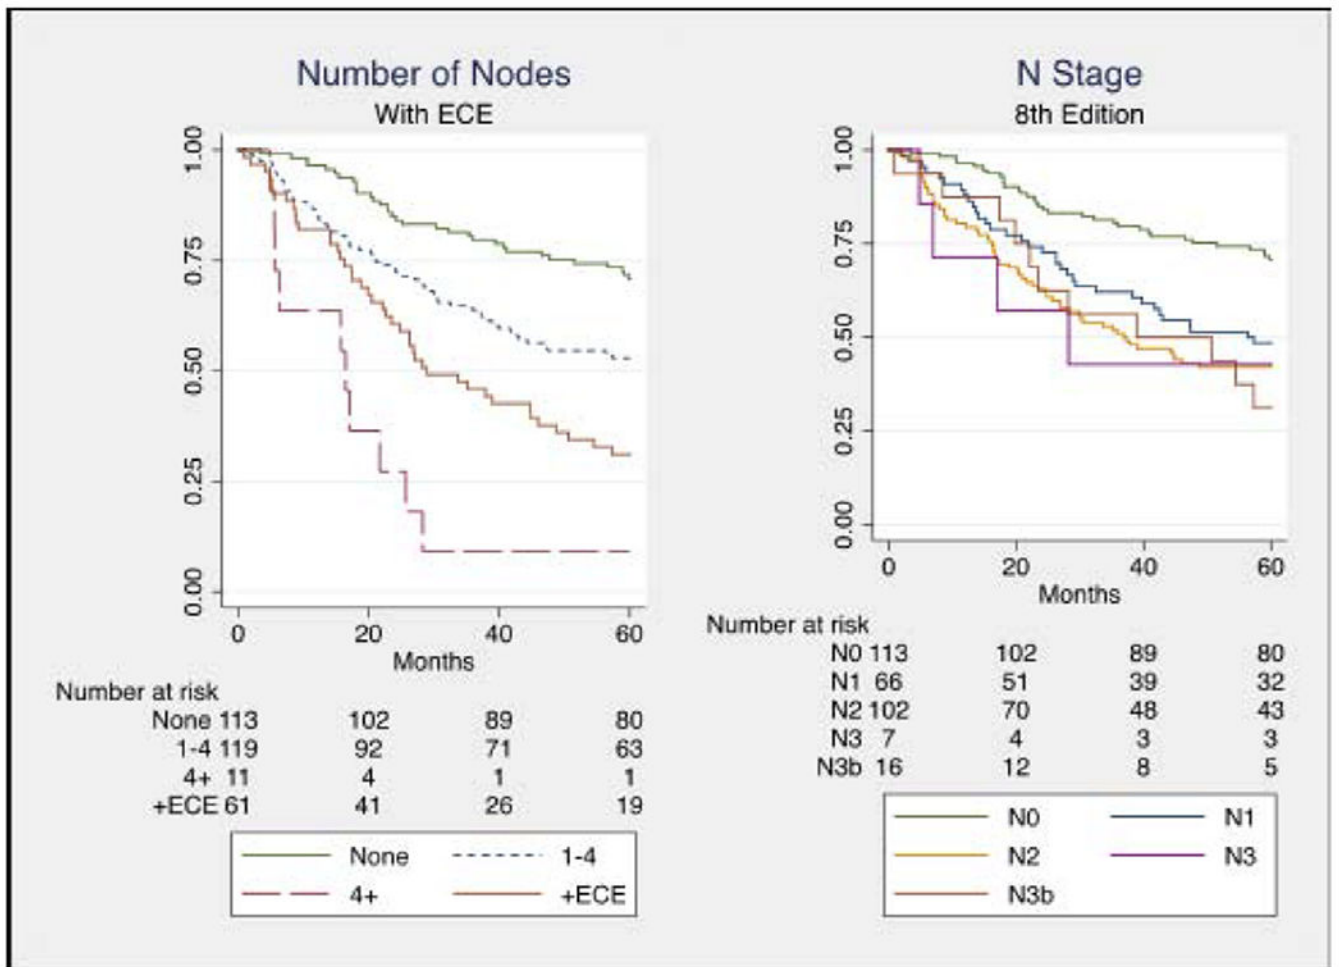 Number of Nodes
With ECE
1.00
0.75
0.50
0.25
0.00
0 20 40 60
Months
Number at risk
None 113 102 89 80
1-4 119 92 71 63
4+ 11 4 1 1
+ECE 61 41 26 19
None 1-4
4+ +ECE
N Stage
8th Edition
1.00
0.75
0.50
0.25
0.00
0 20 40 60
Months
Number at risk
N0 113 102 89 80
N1 66 51 39 32
N2 102 70 48 43
N3 7 4 3 3
N3b 16 12 8 5
N0 N1
N2 N3
N3b